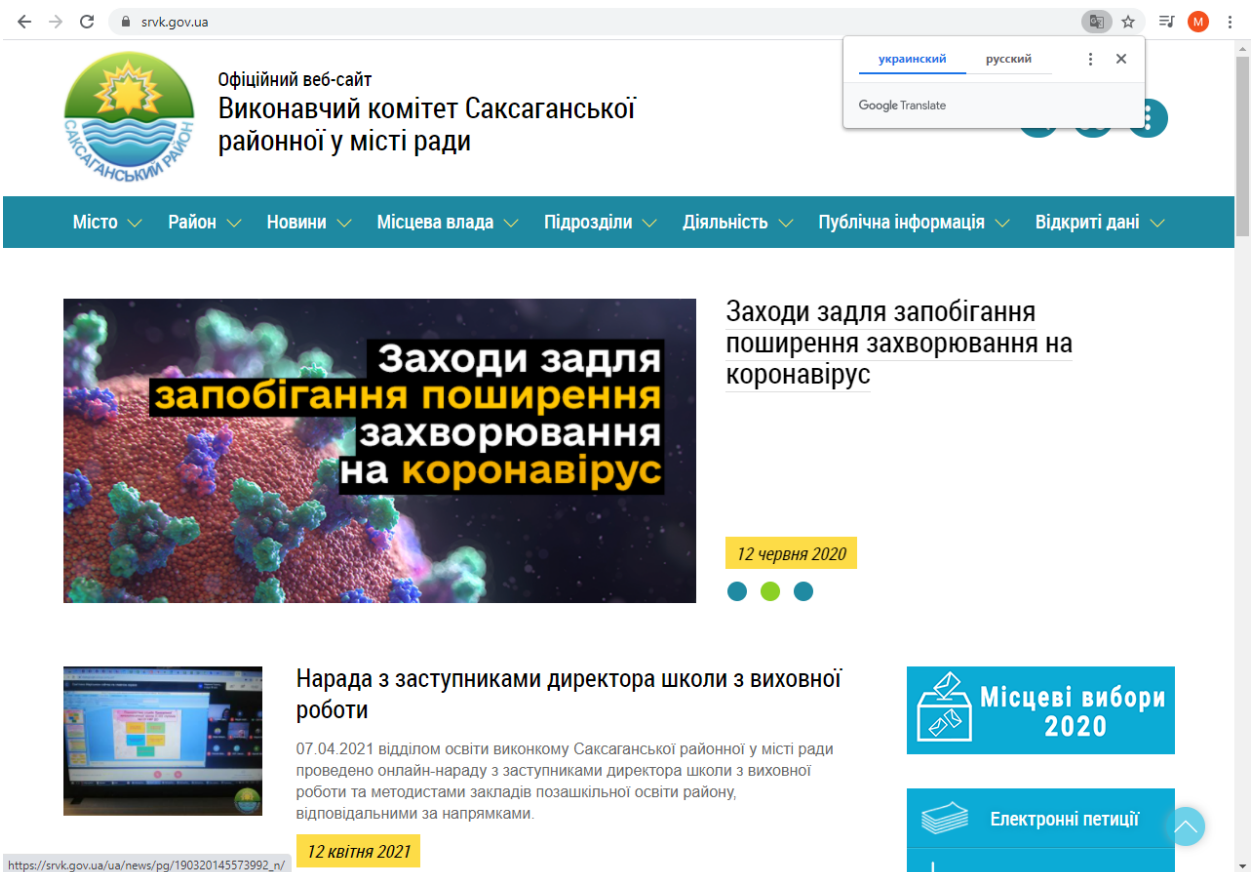 srvk.gov.ua
M
украинский русский
Google Translate
САКСАГАНСЬКИЙ РАЙОН
Офіційний веб-сайт
Виконавчий комітет Саксаганської
районної у місті ради
Місто Район Новини Місцева влада Підрозділи Діяльність Публічна інформація Відкриті дані
Заходи задля
запобігання поширення
захворювання
на коронавірус
Заходи задля запобігання
поширення захворювання на
коронавірус
12 червня 2020
Нарада з заступниками директора школи з виховної
роботи
07.04.2021 відділом освіти виконкому Саксаганської районної у місті ради
проведено онлайн-нараду з заступниками директора школи з виховної
роботи та методистами закладів позашкільної освіти району,
відповідальними за напрямками.
12 квітня 2021
Місцеві вибори
2020
Електронні петиції
https://srvk.gov.ua/ua/news/pg/190320145573992_n/